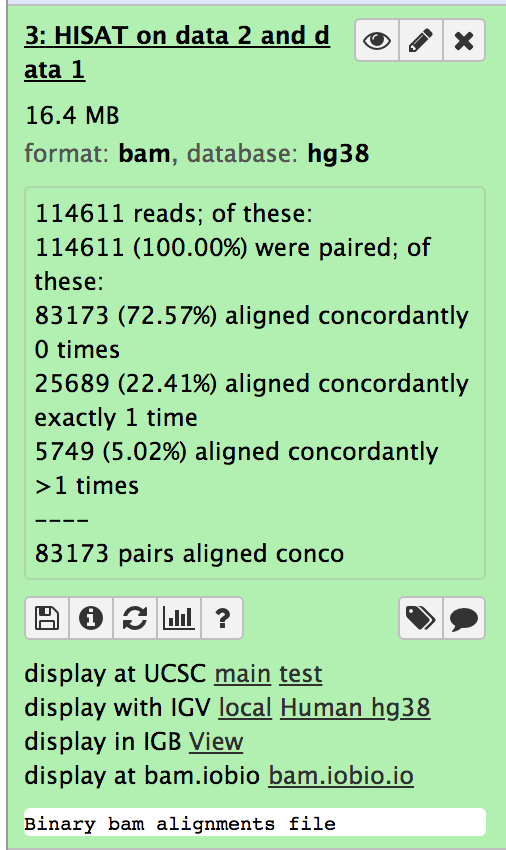 3: HISAT on data 2 and d
ata 1
16.4 MB
format: bam, database: hg38
114611 reads; of these:
114611 (100.00%) were paired; of
these:
83173 (72.57%) aligned concordantly
0 times
25689 (22.41%) aligned concordantly
exactly 1 time
5749 (5.02%) aligned concordantly
>1 times
----
83173 pairs aligned conco
?
display at UCSC main test
display with IGV local Human hg38
display in IGB View
display at bam.iobio bam.iobio.io
Binary bam alignments file